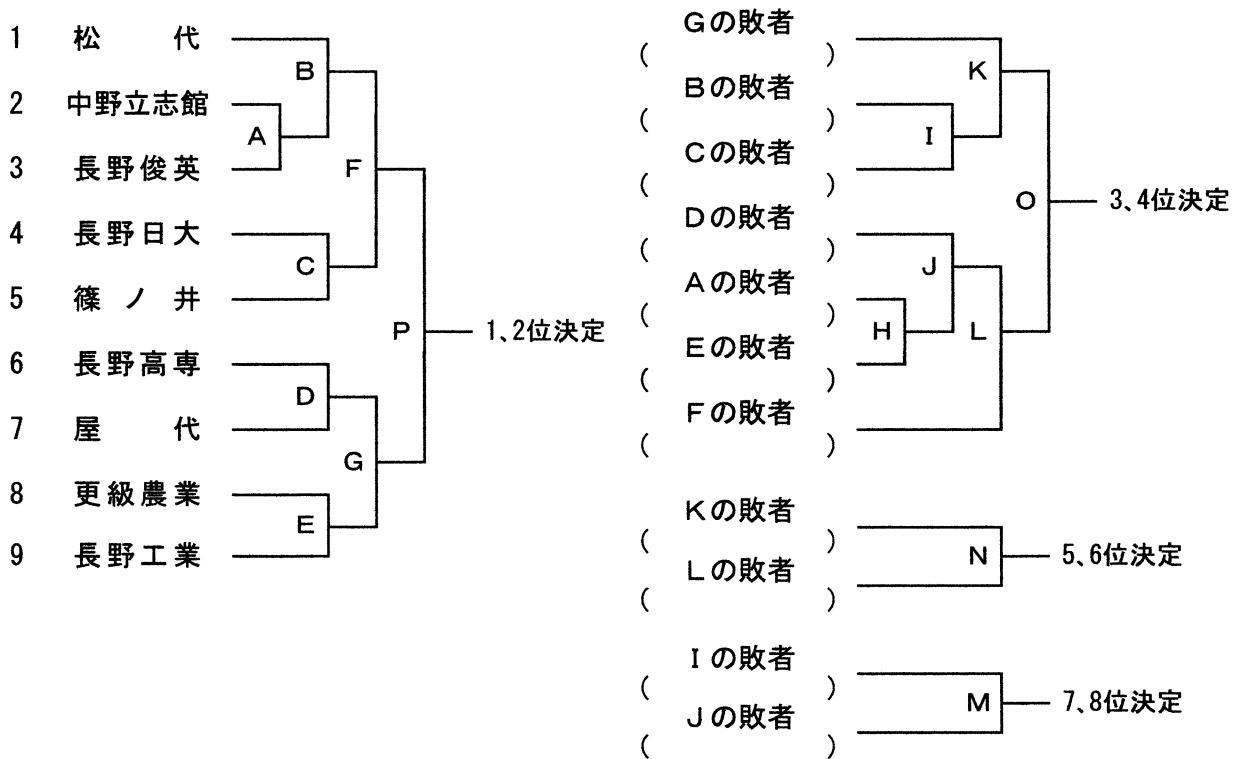 1 松代
2 中野立志館
3 長野俊英
4 長野日大
5 篠ノ井
6 長野高専
7 屋代
8 更級農業
9 長野工業
A
B
C
D
E
F
G
P
1、2位決定
Gの敗者
( )
Bの敗者
( )
Cの敗者
( )
Dの敗者
( )
Aの敗者
( )
Eの敗者
( )
Fの敗者
( )
K
I
J
H
L
O
3、4位決定
Kの敗者
( )
Lの敗者
( )
N
5、6位決定
Iの敗者
( )
Jの敗者
( )
M
7、8位決定